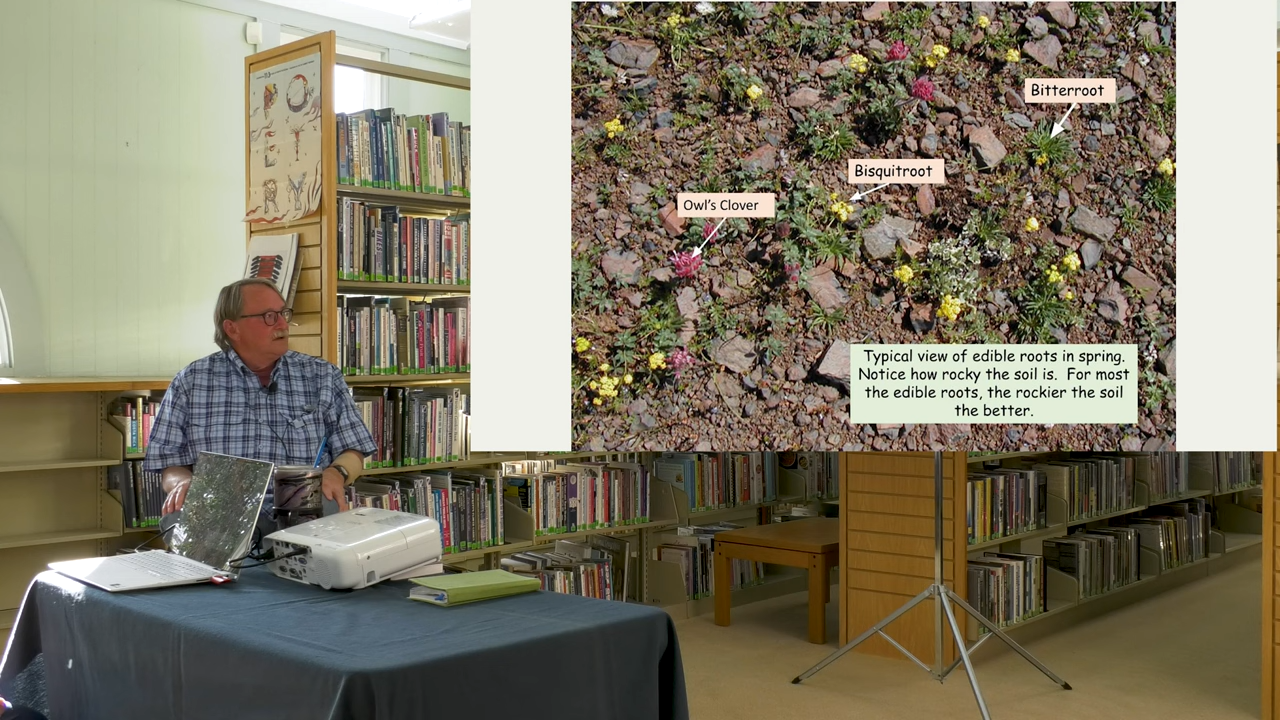 Bitterroot
Bisquitroot
Owl's Clover
Typical view of edible roots in spring.
Notice how rocky the soil is. For most
the edible roots, the rockier the soil
the better.